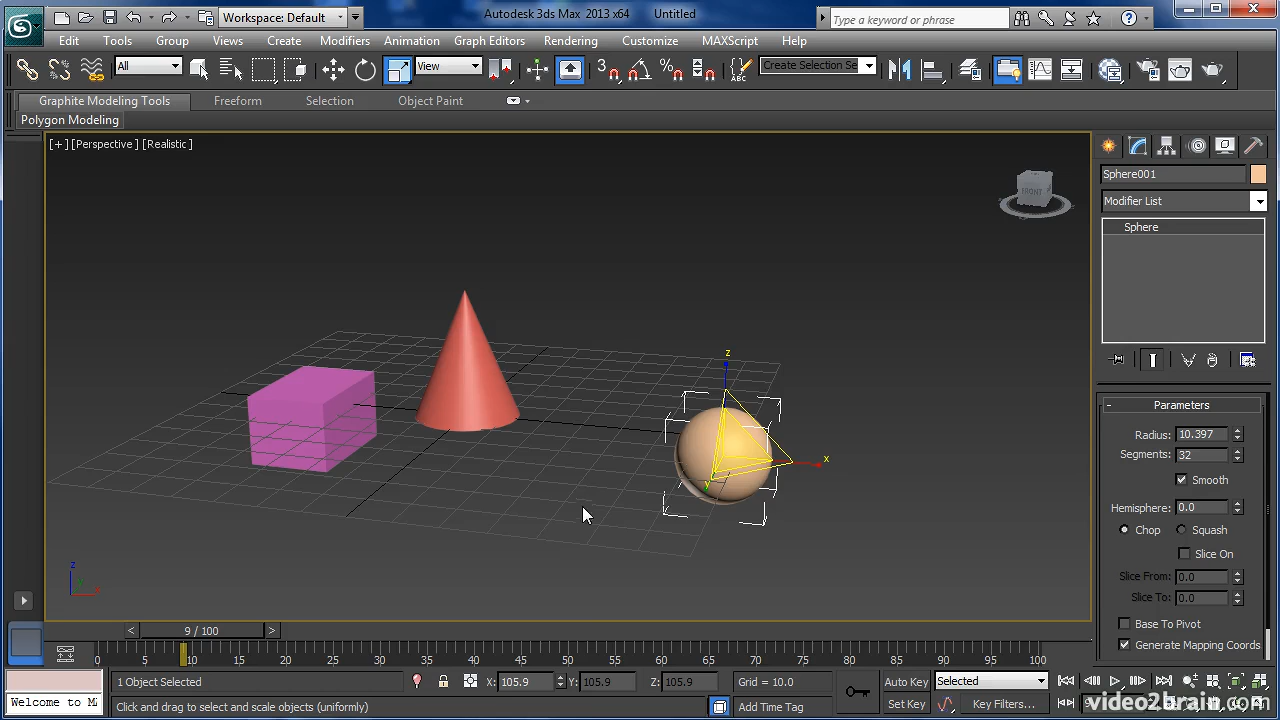 Workspace: Default
Autodesk 3ds Max 2013 x64 Untitled
Type a keyword or phrase
Edit Tools Group Views Create Modifiers Animation Graph Editors Rendering Customize MAXScript Help
All
View
3
Create Selection Se
Graphite Modeling Tools Freeform Selection Object Paint
Polygon Modeling
[ + ] [Perspective ] [Realistic ]
FRONT
Sphere001
Modifier List
Sphere
Parameters
Radius: 10.397
Segments: 32
Smooth
Hemisphere: 0.0
Chop Squash
Slice On
Slice From: 0.0
Slice To: 0.0
Base To Pivot
Generate Mapping Coords
z
x
y
z
< 9 / 100 >
0 5 10 15 20 25 30 35 40 45 50 55 60 65 70 75 80 85 90 95 100
1 Object Selected
X: 105.9 Y: 105.9 Z: 105.9
Grid = 10.0
Auto Key
Selected
Welcome to M
Click and drag to select and scale objects (uniformly)
Add Time Tag
Set Key
Key Filters...
video2brain.com